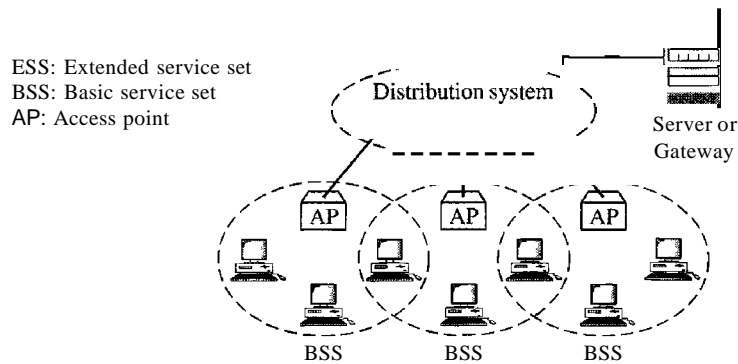 ESS: Extended service set
BSS: Basic service set
AP: Access point
Distribution system
Server or
Gateway
AP
AP
AP
BSS
BSS
BSS